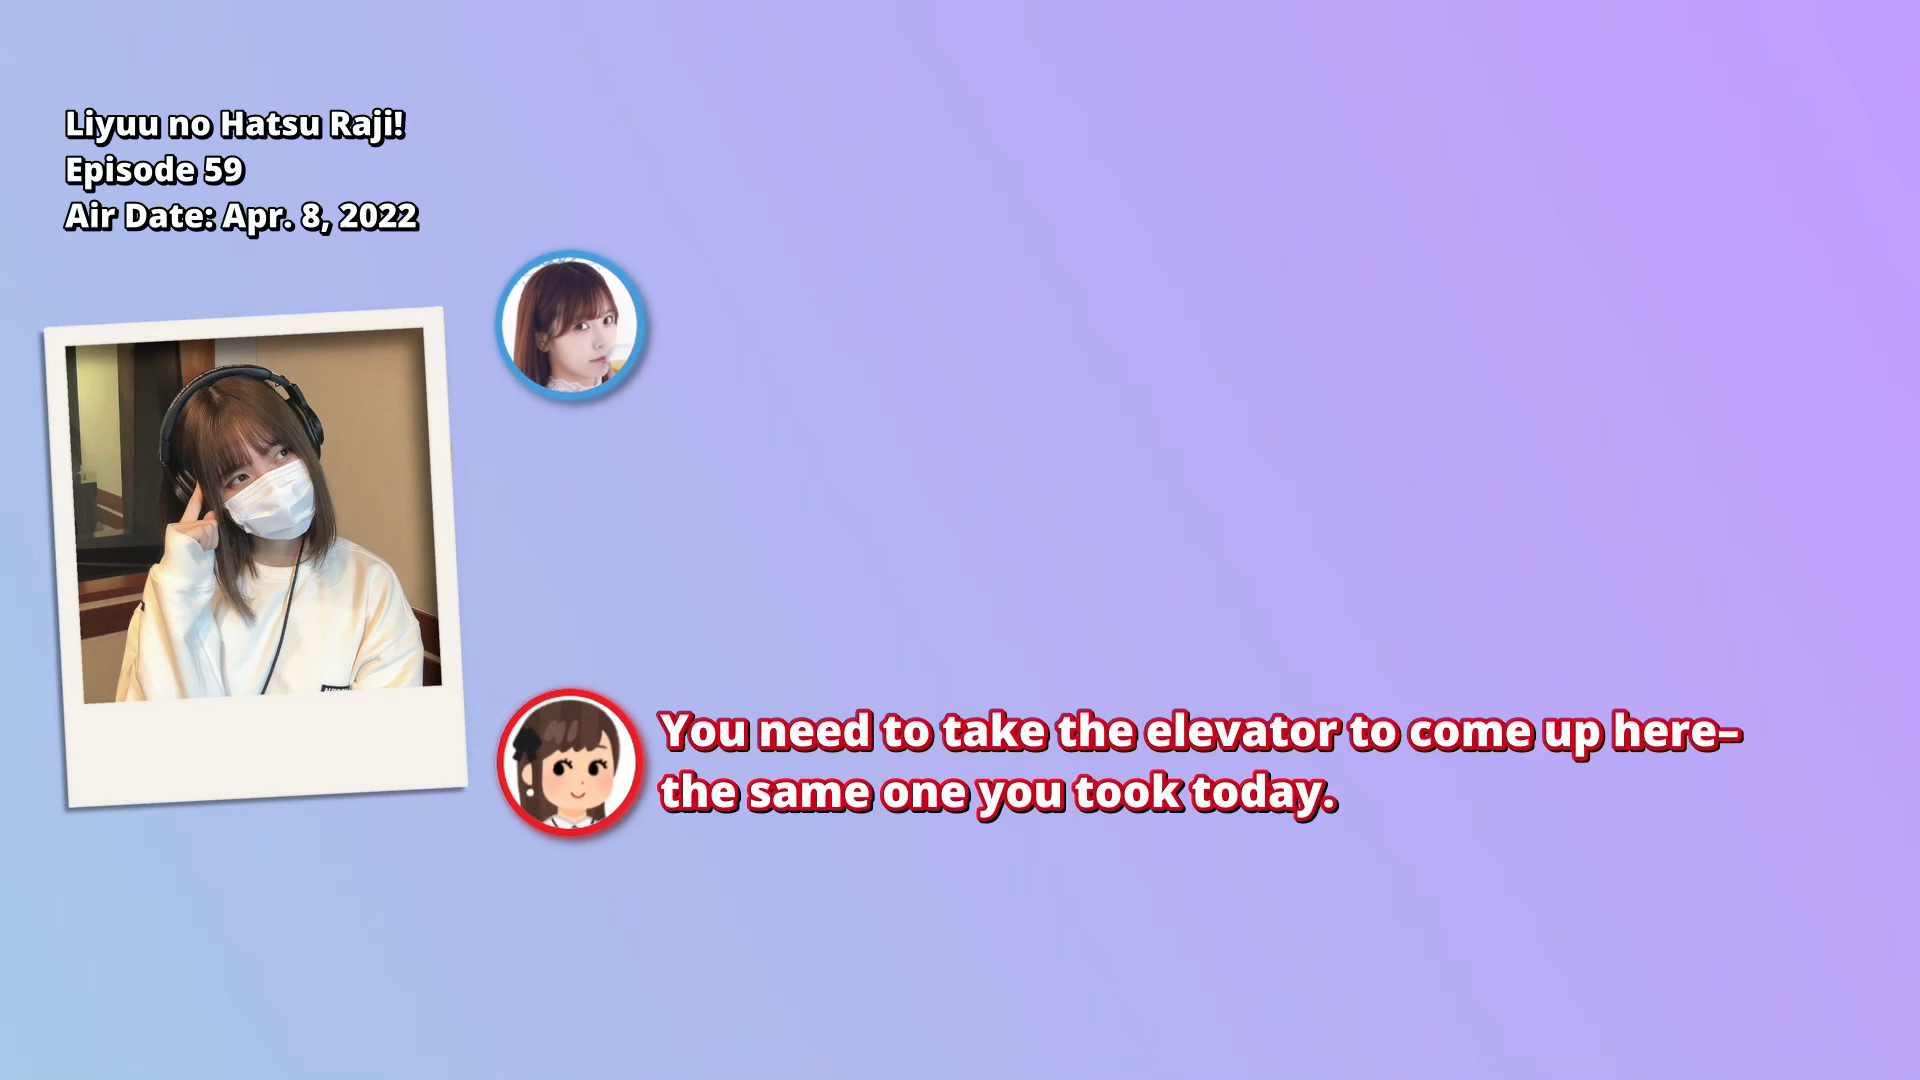 Liyuu no Hatsu Raji!
Episode 59
Air Date: Apr. 8, 2022
You need to take the elevator to come up here–
the same one you took today.